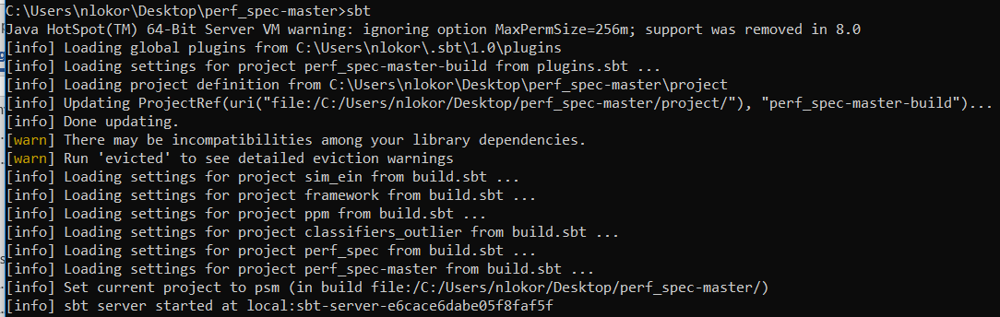 C:\Users\nlokor\Desktop\perf_spec-master>sbt
Java HotSpot(TM) 64-Bit Server VM warning: ignoring option MaxPermSize=256m; support was removed in 8.0
[info] Loading global plugins from C:\Users\nlokor\.sbt\1.0\plugins
[info] Loading settings for project perf_spec-master-build from plugins.sbt ...
[info] Loading project definition from C:\Users\nlokor\Desktop\perf_spec-master\project
[info] Updating ProjectRef(uri("file:/C:/Users/nlokor/Desktop/perf_spec-master/project/"), "perf_spec-master-build")...
[info] Done updating.
[warn] There may be incompatibilities among your library dependencies.
[warn] Run 'evicted' to see detailed eviction warnings
[info] Loading settings for project sim_ein from build.sbt ...
[info] Loading settings for project framework from build.sbt ...
[info] Loading settings for project ppm from build.sbt ...
[info] Loading settings for project classifiers_outlier from build.sbt ...
[info] Loading settings for project perf_spec from build.sbt ...
[info] Loading settings for project perf_spec-master from build.sbt ...
[info] Set current project to psm (in build file:/C:/Users/nlokor/Desktop/perf_spec-master/)
[info] sbt server started at local:sbt-server-e6cace6dabe05f8faf5f